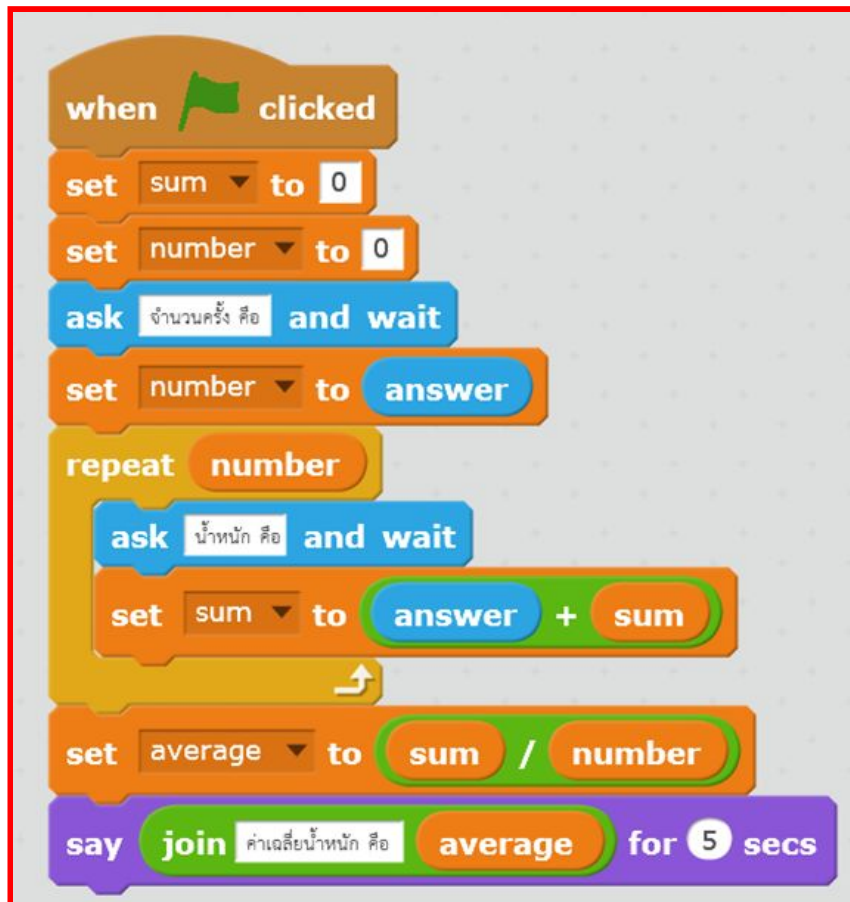 when clicked
set sum to 0
set number to 0
ask จำนวนครั้ง คือ and wait
set number to answer
repeat number
ask น้ำหนัก คือ and wait
set sum to answer + sum
set average to sum / number
say join ค่าเฉลี่ยน้ำหนัก คือ average for 5 secs